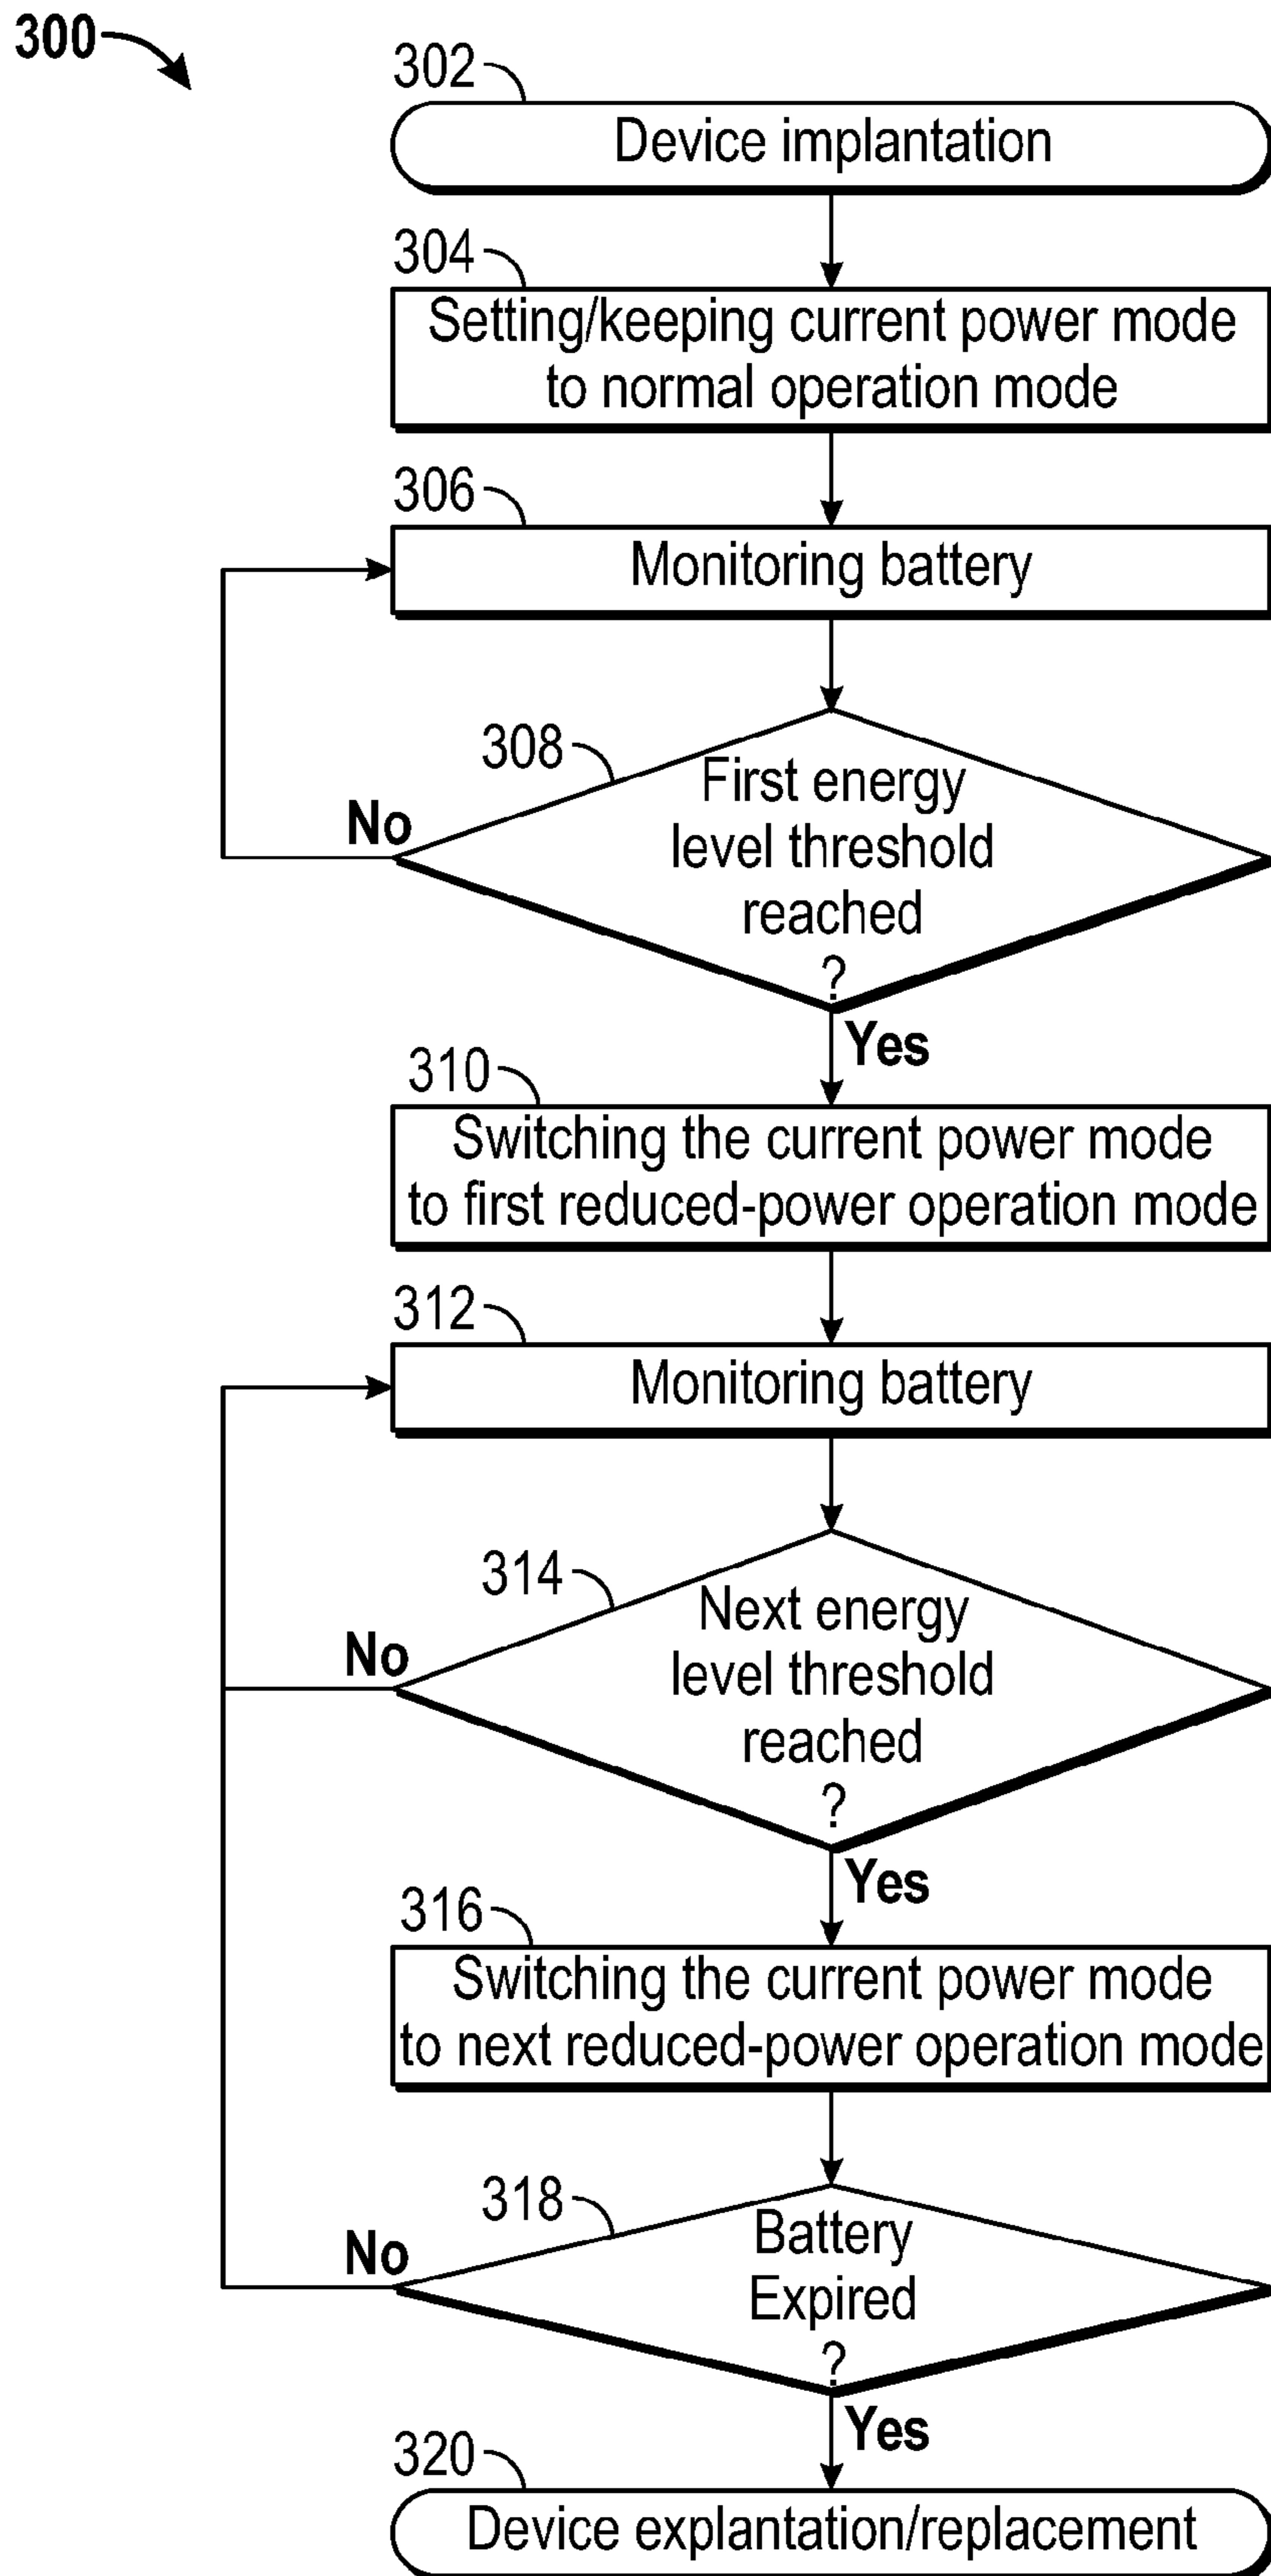 300
302
Device implantation
304
Setting/keeping current power mode
to normal operation mode
306
Monitoring battery
308
First energy
level threshold
reached
?
No
Yes
310
Switching the current power mode
to first reduced-power operation mode
312
Monitoring battery
314
Next energy
level threshold
reached
?
No
Yes
316
Switching the current power mode
to next reduced-power operation mode
318
Battery
Expired
?
No
Yes
320
Device explantation/replacement